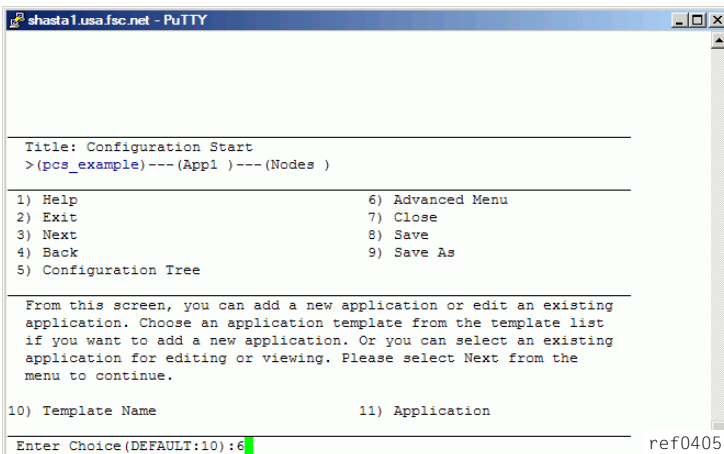 shasta1.usa.fsc.net - PuTTY
Title: Configuration Start
>(pcs_example)---(App1 )---(Nodes )
1) Help 6) Advanced Menu
2) Exit 7) Close
3) Next 8) Save
4) Back 9) Save As
5) Configuration Tree
From this screen, you can add a new application or edit an existing
application. Choose an application template from the template list
if you want to add a new application. Or you can select an existing
application for editing or viewing. Please select Next from the
menu to continue.
10) Template Name 11) Application
Enter Choice(DEFAULT:10):6
ref0405